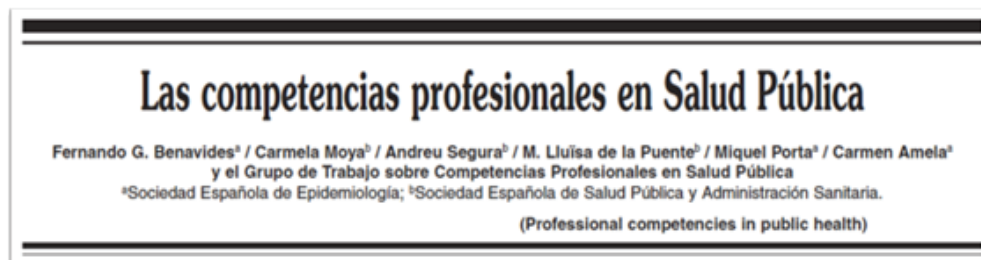 Las competencias profesionales en Salud Pública
Fernando G. Benavidesª / Carmela Moyaᵇ / Andreu Seguraᵇ / M. Lluïsa de la Puenteᵇ / Miquel Portaª / Carmen Amelaª
y el Grupo de Trabajo sobre Competencias Profesionales en Salud Pública
ªSociedad Española de Epidemiología; ᵇSociedad Española de Salud Pública y Administración Sanitaria.
(Professional competencies in public health)